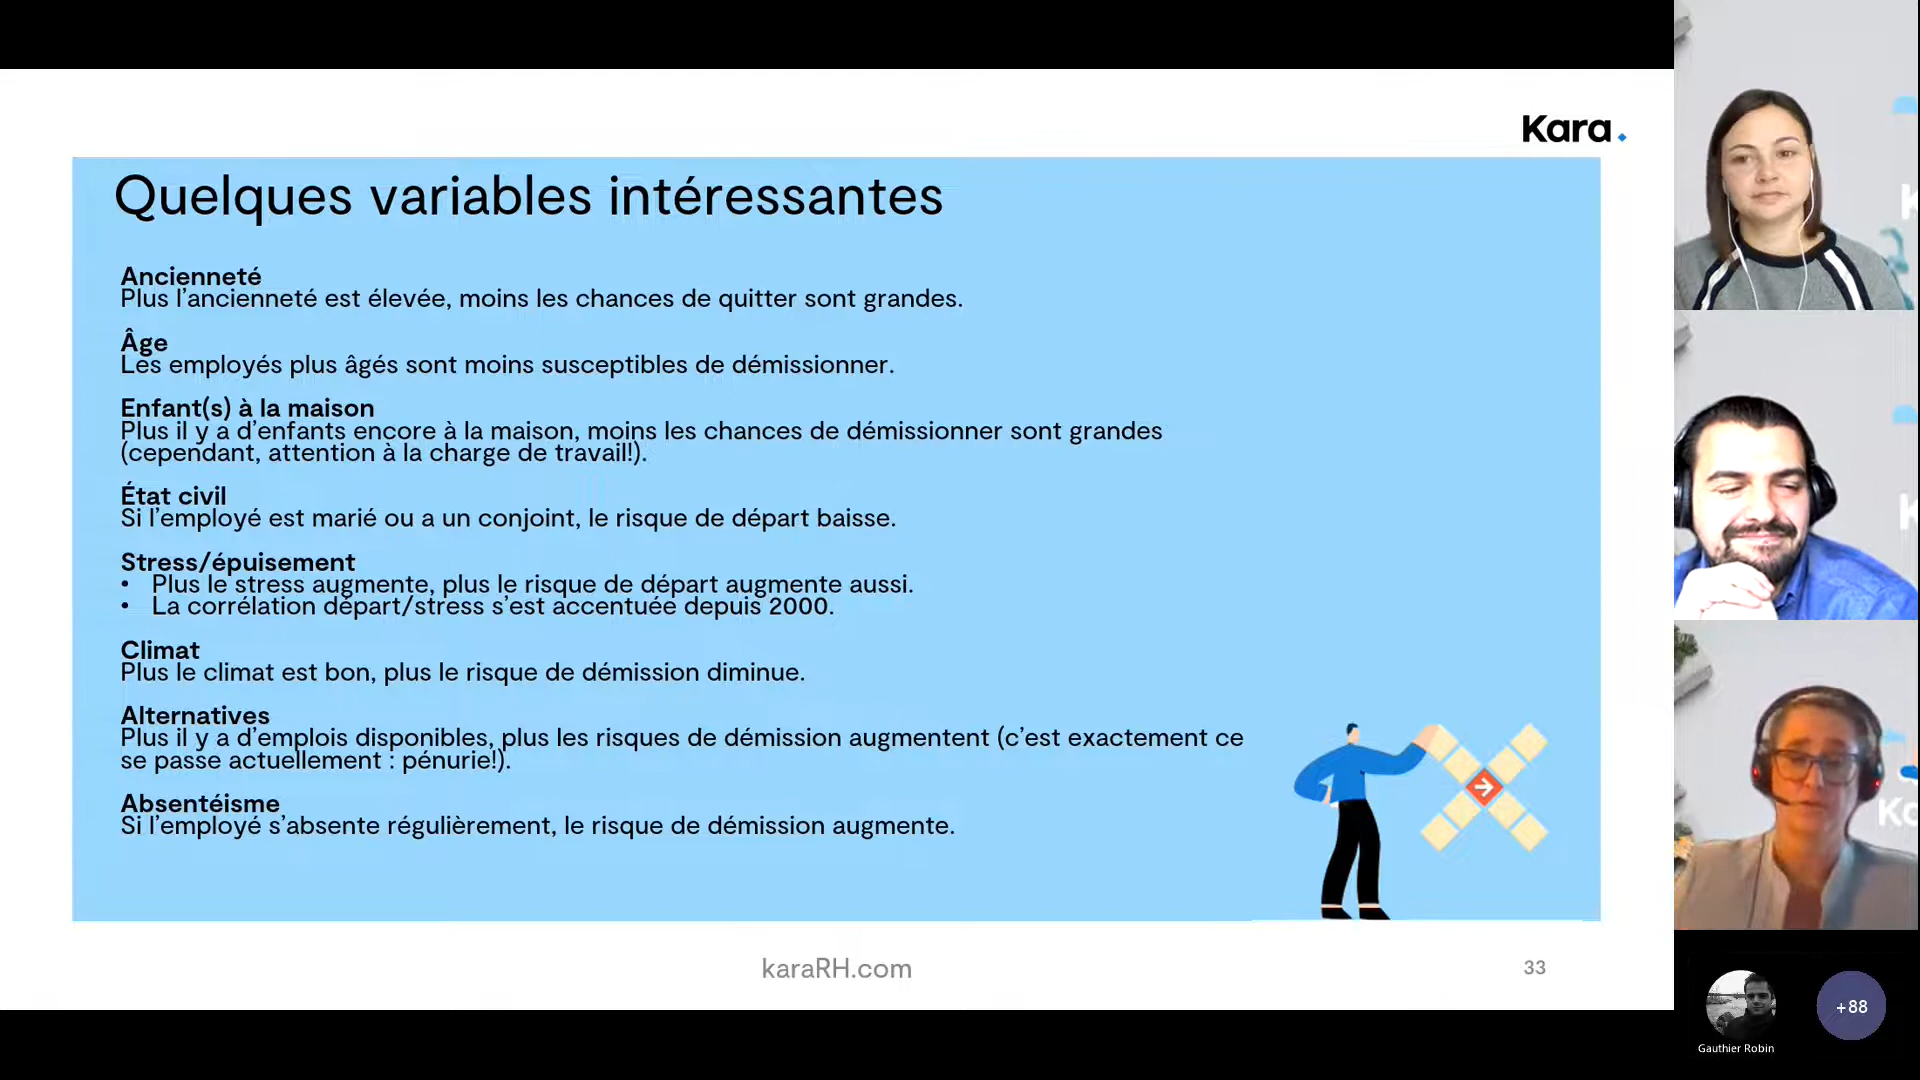 Kara.
Quelques variables intéressantes
Ancienneté
Plus l'ancienneté est élevée, moins les chances de quitter sont grandes.
Âge
Les employés plus âgés sont moins susceptibles de démissionner.
Enfant(s) à la maison
Plus il y a d'enfants encore à la maison, moins les chances de démissionner sont grandes
(cependant, attention à la charge de travail!).
État civil
Si l'employé est marié ou a un conjoint, le risque de départ baisse.
Stress/épuisement
• Plus le stress augmente, plus le risque de départ augmente aussi.
• La corrélation départ/stress s'est accentuée depuis 2000.
Climat
Plus le climat est bon, plus le risque de démission diminue.
Alternatives
Plus il y a d'emplois disponibles, plus les risques de démission augmentent (c'est exactement ce
se passe actuellement : pénurie!).
Absentéisme
Si l'employé s'absente régulièrement, le risque de démission augmente.
karaRH.com
33
Gauthier Robin
+88